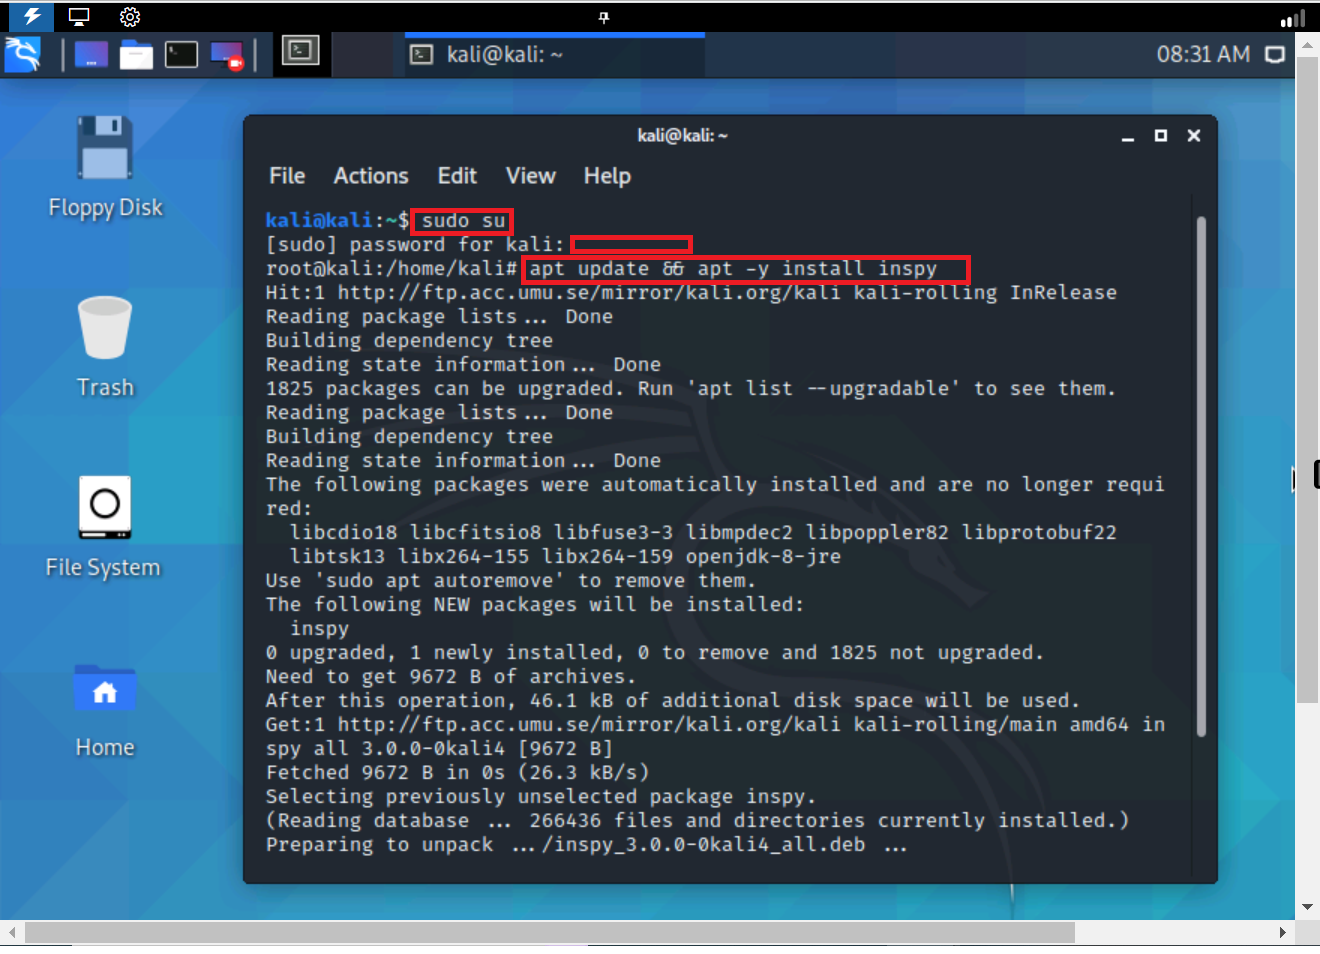 kali@kali: ~
08:31 AM
Floppy Disk
Trash
File System
Home
kali@kali: ~
File Actions Edit View Help
kali@kali:~$ sudo su
[sudo] password for kali:
root@kali:/home/kali# apt update && apt -y install inspy
Hit:1 http://ftp.acc.umu.se/mirror/kali.org/kali kali-rolling InRelease
Reading package lists... Done
Building dependency tree
Reading state information... Done
1825 packages can be upgraded. Run 'apt list --upgradable' to see them.
Reading package lists... Done
Building dependency tree
Reading state information... Done
The following packages were automatically installed and are no longer requi
red:
libcdio18 libcfitsio8 libfuse3-3 libmpdec2 libpoppler82 libprotobuf22
libtsk13 libx264-155 libx264-159 openjdk-8-jre
Use 'sudo apt autoremove' to remove them.
The following NEW packages will be installed:
inspy
0 upgraded, 1 newly installed, 0 to remove and 1825 not upgraded.
Need to get 9672 B of archives.
After this operation, 46.1 kB of additional disk space will be used.
Get:1 http://ftp.acc.umu.se/mirror/kali.org/kali kali-rolling/main amd64 in
spy all 3.0.0-0kali4 [9672 B]
Fetched 9672 B in 0s (26.3 kB/s)
Selecting previously unselected package inspy.
(Reading database ... 266436 files and directories currently installed.)
Preparing to unpack .../inspy_3.0.0-0kali4_all.deb ...